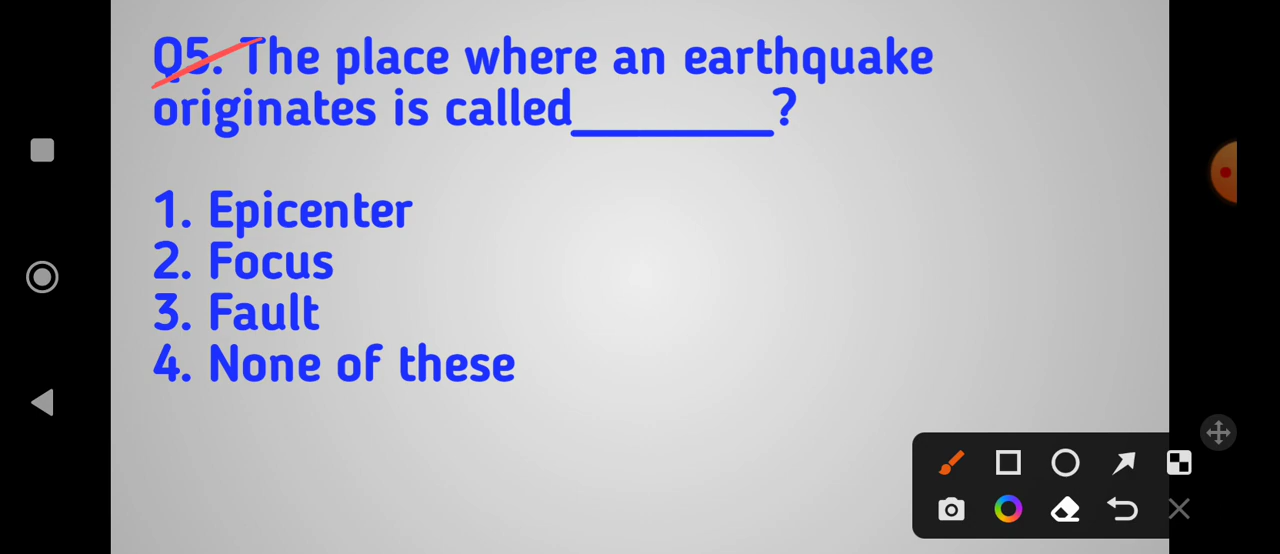 Q5. The place where an earthquake
originates is called________?
1. Epicenter
2. Focus
3. Fault
4. None of these